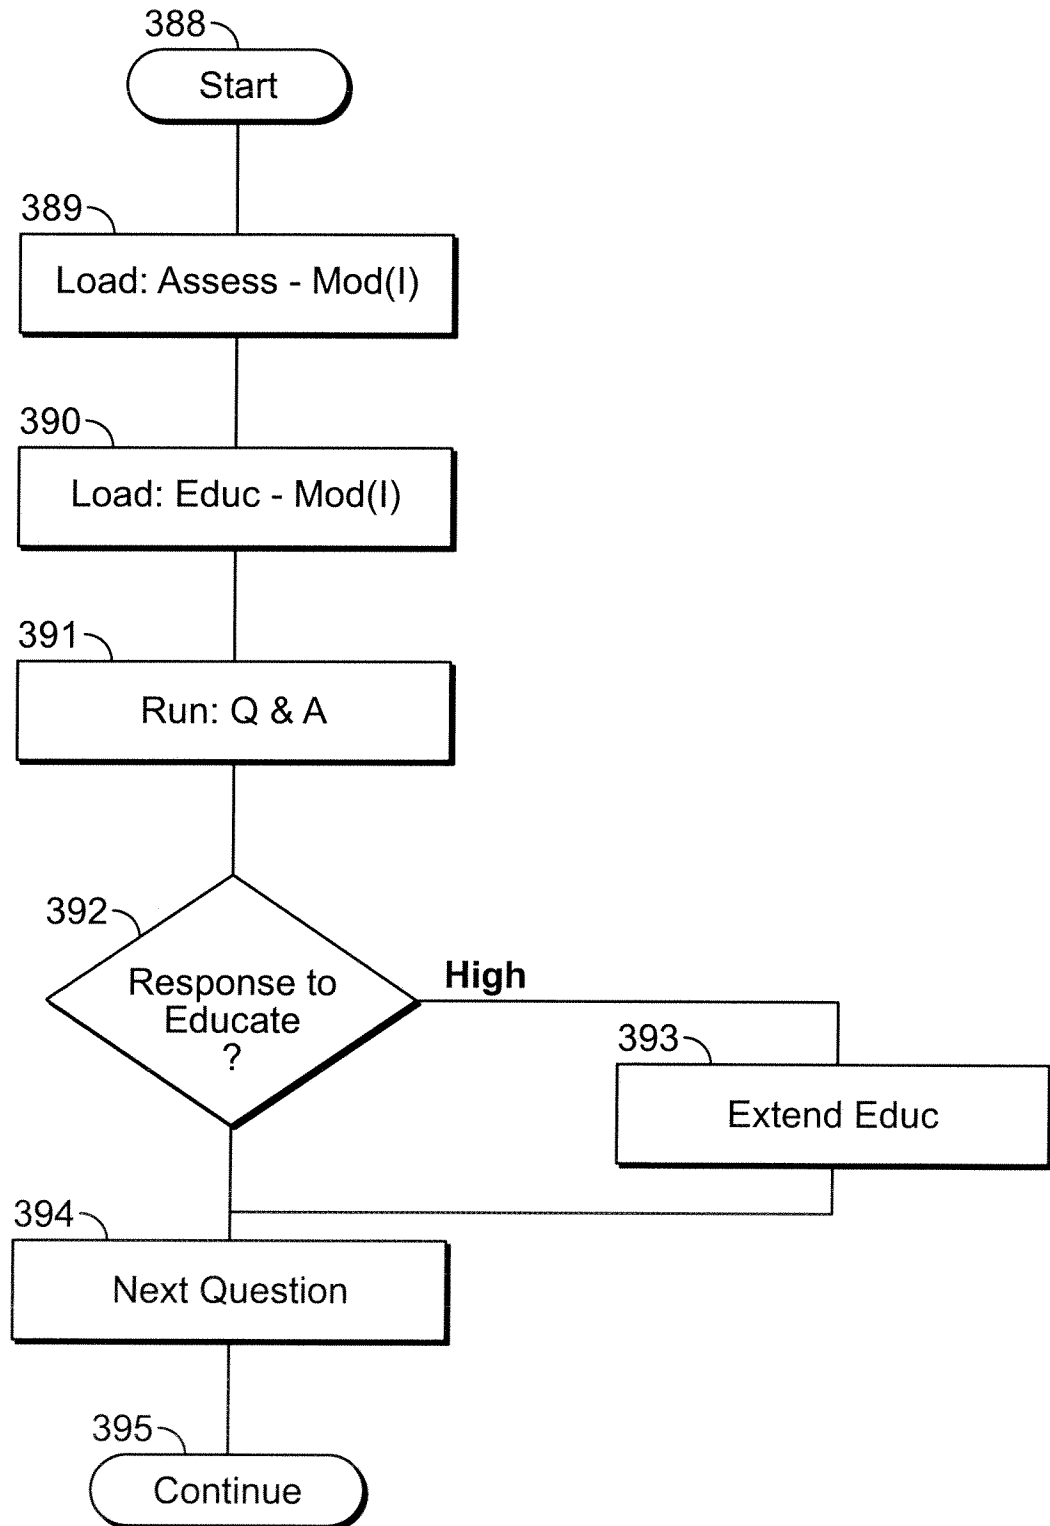 388
Start
389
Load: Assess - Mod(I)
390
Load: Educ - Mod(I)
391
Run: Q & A
392
Response to
Educate
?
High
393
Extend Educ
394
Next Question
395
Continue